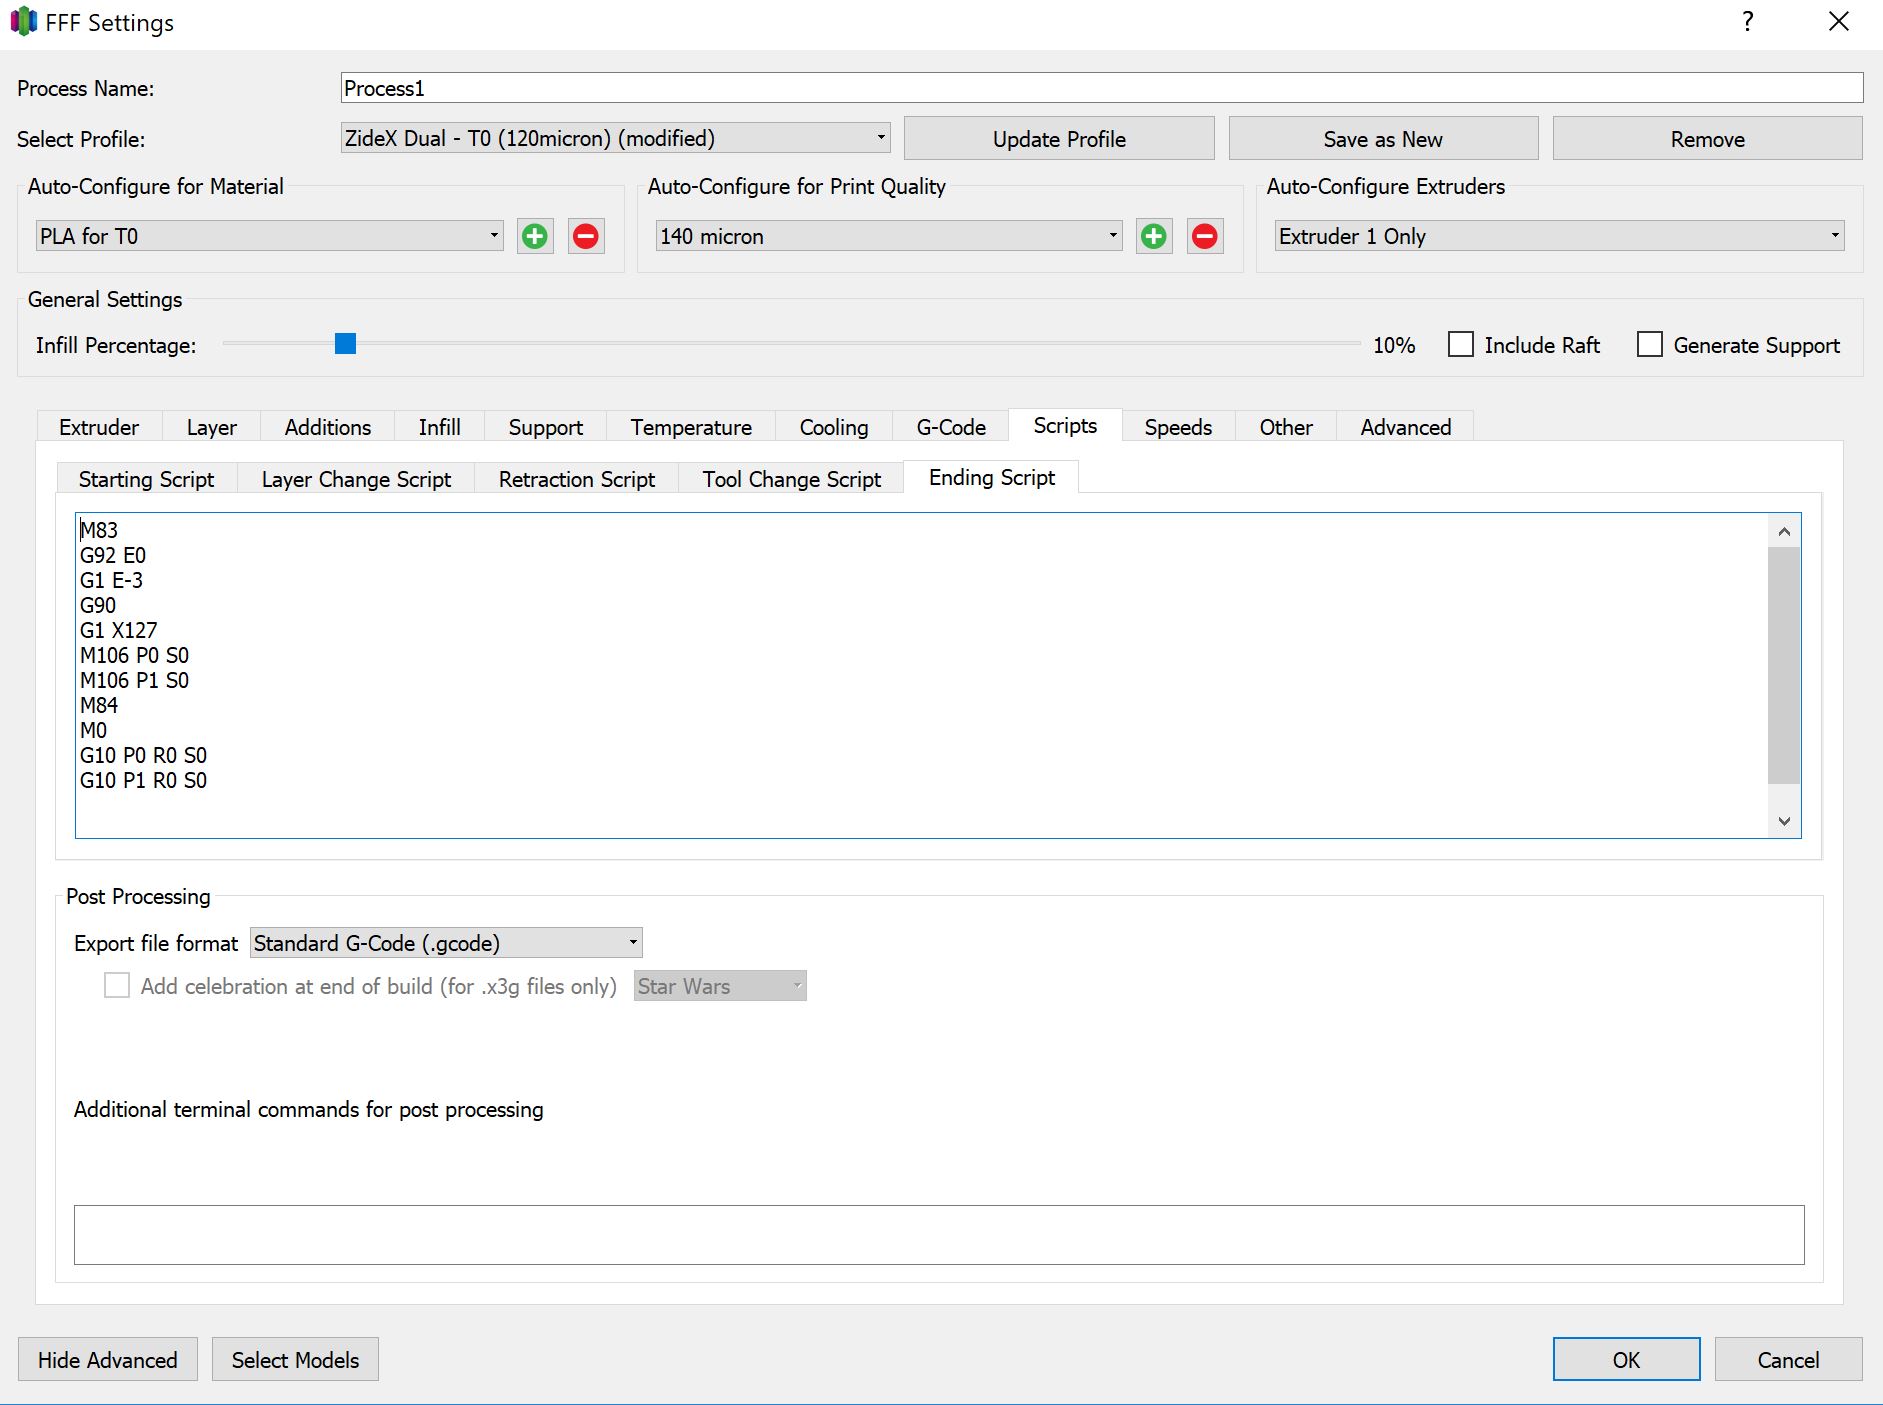 FFF Settings
Process Name: Process1
Select Profile: ZideX Dual - T0 (120micron) (modified) Update Profile Save as New Remove
Auto-Configure for Material Auto-Configure for Print Quality Auto-Configure Extruders
PLA for T0 140 micron Extruder 1 Only
General Settings
Infill Percentage: 10% Include Raft Generate Support
Extruder Layer Additions Infill Support Temperature Cooling G-Code Scripts Speeds Other Advanced
Starting Script Layer Change Script Retraction Script Tool Change Script Ending Script
M83
G92 E0
G1 E-3
G90
G1 X127
M106 P0 S0
M106 P1 S0
M84
M0
G10 P0 R0 S0
G10 P1 R0 S0
Post Processing
Export file format Standard G-Code (.gcode)
Add celebration at end of build (for .x3g files only) Star Wars
Additional terminal commands for post processing
Hide Advanced Select Models OK Cancel